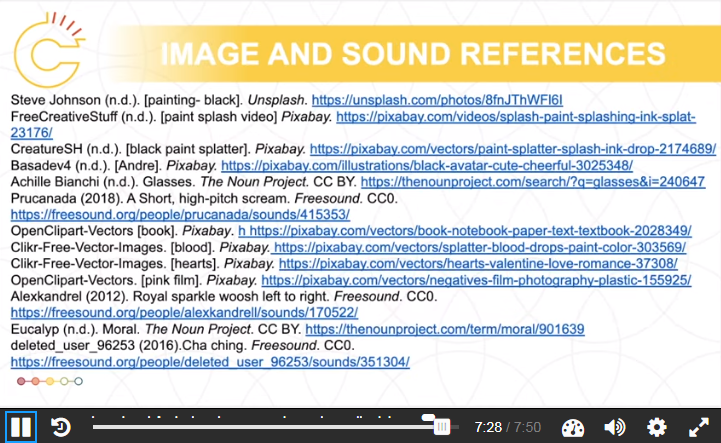 IMAGE AND SOUND REFERENCES
Steve Johnson (n.d.). [painting- black]. Unsplash. https://unsplash.com/photos/8fnJThWFI6I
FreeCreativeStuff (n.d.). [paint splash video] Pixabay. https://pixabay.com/videos/splash-paint-splashing-ink-splat-
23176/
CreatureSH (n.d.). [black paint splatter]. Pixabay. https://pixabay.com/vectors/paint-splatter-splash-ink-drop-2174689/
Basadev4 (n.d.). [Andre]. Pixabay. https://pixabay.com/illustrations/black-avatar-cute-cheerful-3025348/
Achille Bianchi (n.d.). Glasses. The Noun Project. CC BY. https://thenounproject.com/search/?q=glasses&i=240647
Prucanada (2018). A Short, high-pitch scream. Freesound. CC0.
https://freesound.org/people/prucanada/sounds/415353/
OpenClipart-Vectors [book]. Pixabay. h https://pixabay.com/vectors/book-notebook-paper-text-textbook-2028349/
Clikr-Free-Vector-Images. [blood]. Pixabay. https://pixabay.com/vectors/splatter-blood-drops-paint-color-303569/
Clikr-Free-Vector-Images. [hearts]. Pixabay. https://pixabay.com/vectors/hearts-valentine-love-romance-37308/
OpenClipart-Vectors. [pink film]. Pixabay. https://pixabay.com/vectors/negatives-film-photography-plastic-155925/
Alexkandrel (2012). Royal sparkle woosh left to right. Freesound. CC0.
https://freesound.org/people/alexkandrell/sounds/170522/
Eucalyp (n.d.). Moral. The Noun Project. CC BY. https://thenounproject.com/term/moral/901639
deleted_user_96253 (2016).Cha ching. Freesound. CC0.
https://freesound.org/people/deleted_user_96253/sounds/351304/
7:28 / 7:50